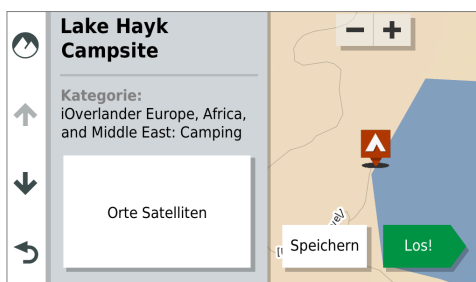 Lake Hayk
Campsite
Kategorie:
iOverlander Europe, Africa,
and Middle East: Camping
Orte Satelliten
Speichern
Los!